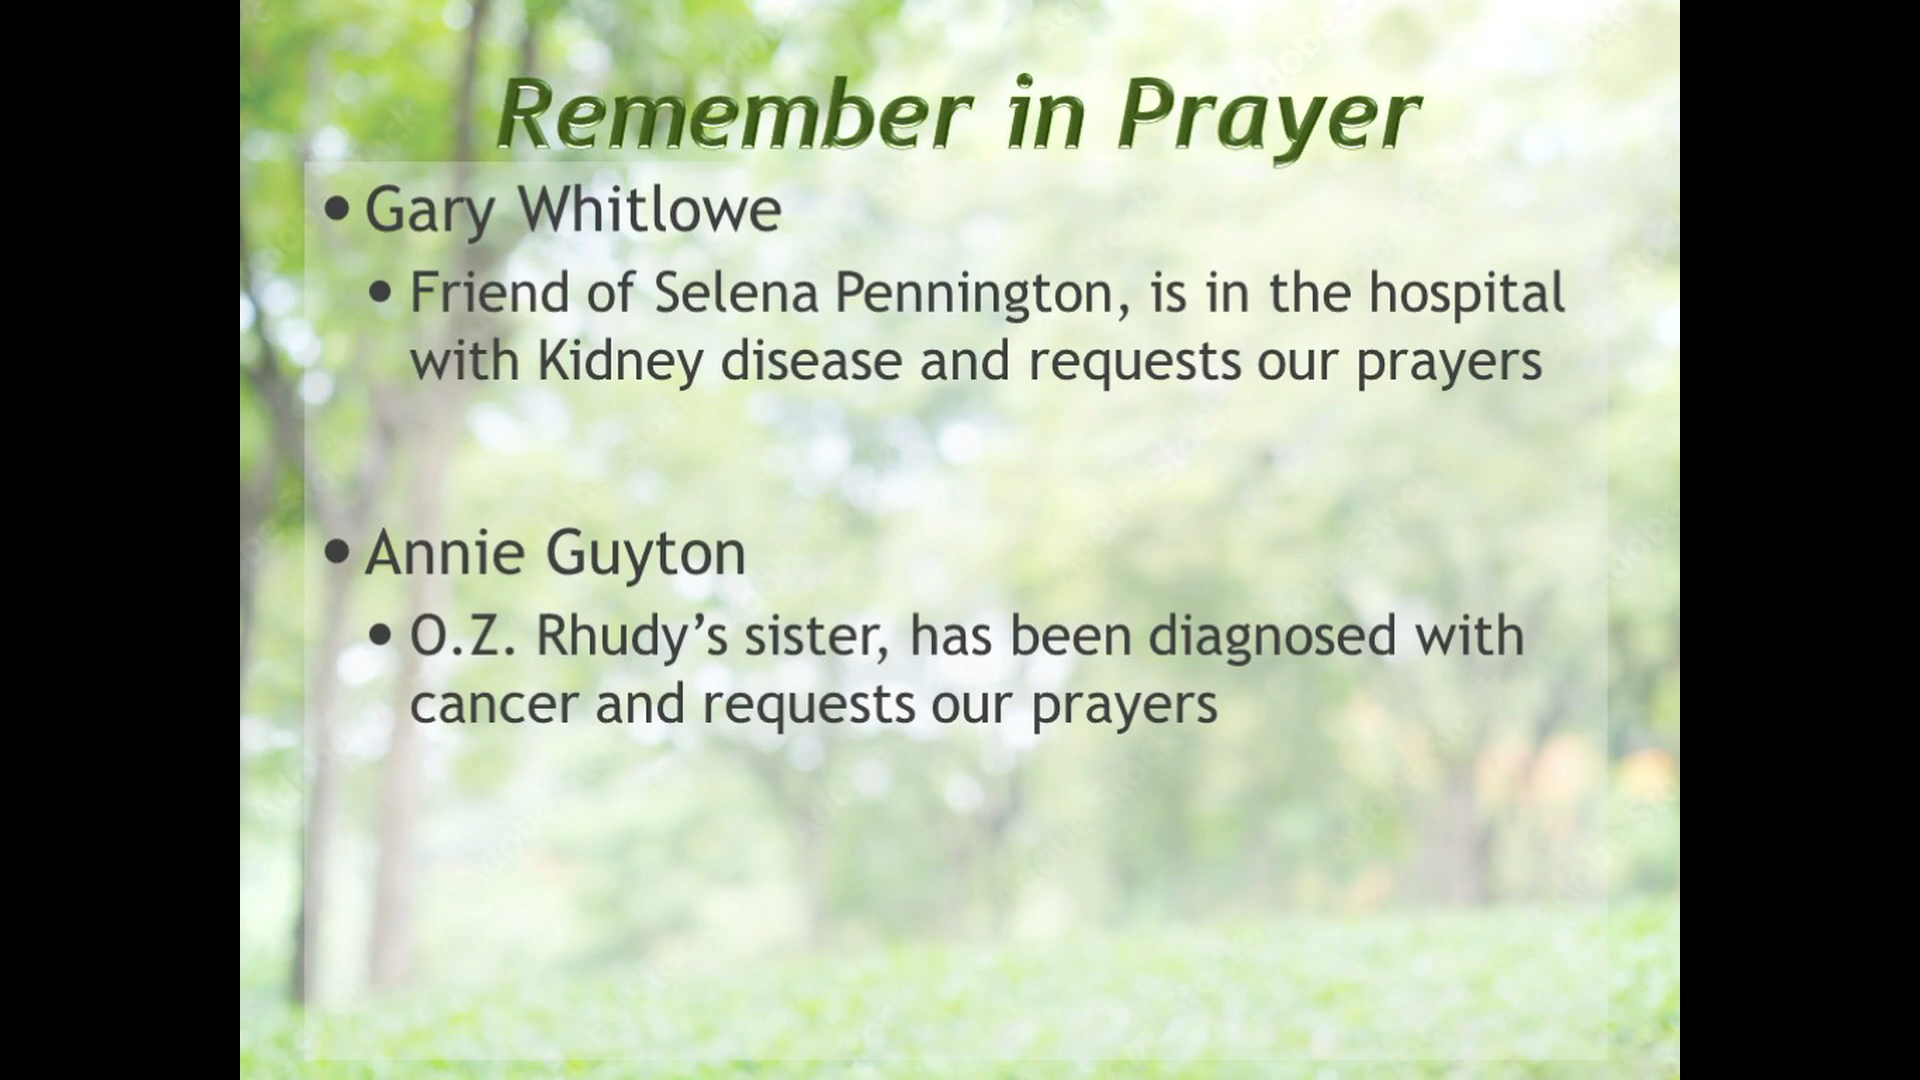 Remember in Prayer
• Gary Whitlowe
• Friend of Selena Pennington, is in the hospital
with Kidney disease and requests our prayers
• Annie Guyton
• O.Z. Rhudy’s sister, has been diagnosed with
cancer and requests our prayers